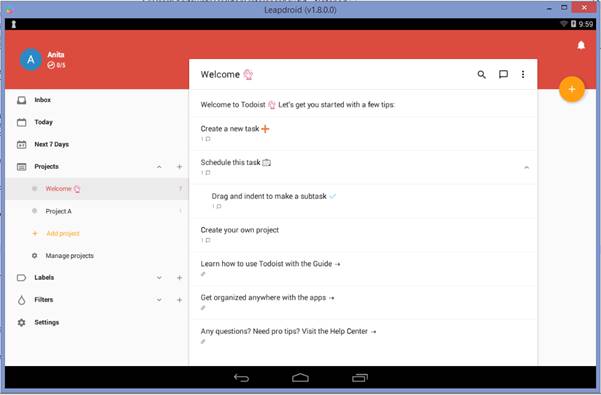 Leapdroid (v1.8.0.0)
9:59
A
Anita
0/5
Inbox
Today
Next 7 Days
Projects
Welcome
7
Project A
1
Add project
Manage projects
Labels
Filters
Settings
Welcome
Welcome to Todoist Let's get you started with a few tips:
Create a new task
1
Schedule this task
1
Drag and indent to make a subtask
1
Create your own project
1
Learn how to use Todoist with the Guide →
Get organized anywhere with the apps →
Any questions? Need pro tips? Visit the Help Center →